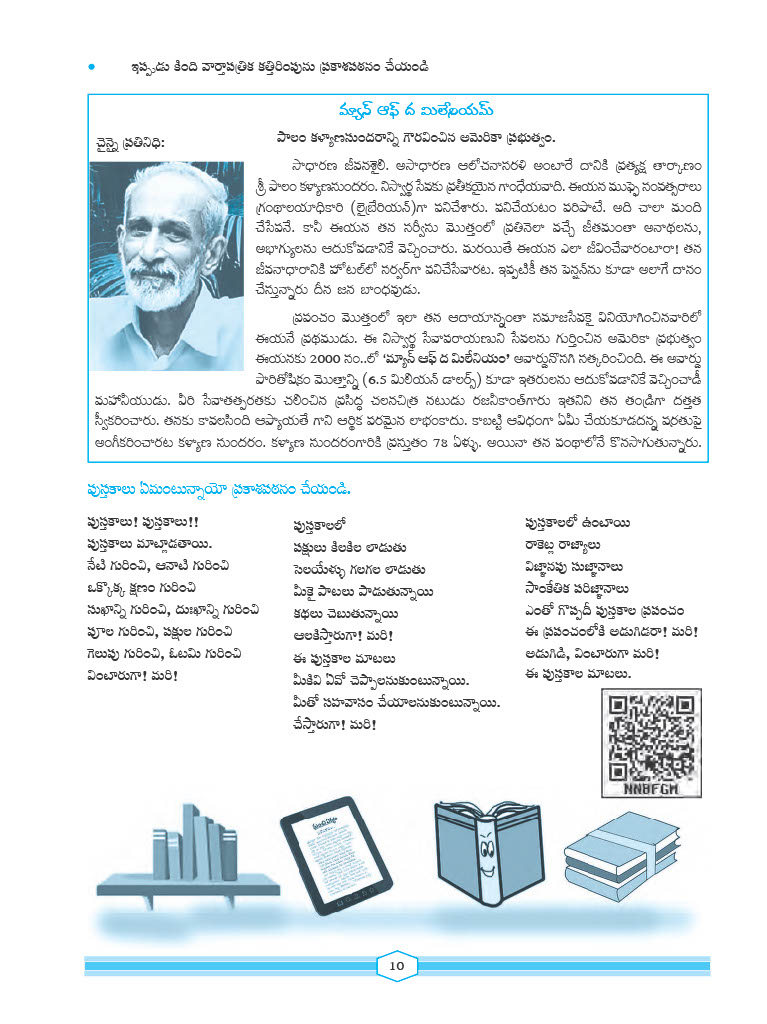 • ఇప్పుడు కింది వార్తాపత్రిక కత్తిరింపును ప్రకాశపఠనం చేయండి
మ్యాన్ ఆఫ్ ద మిలేనియమ్
చైన్నై ప్రతినిధి:
పాలం కళ్యాణసుందరాన్ని గౌరవించిన అమెరికా ప్రభుత్వం.
సాధారణ జీవనశైలి. అసాధారణ ఆలోచనాసరళి అంటారే దానికి ప్రత్యక్ష తార్కాణం
శ్రీ పాలం కళ్యాణసుందరం. నిస్వార్థ సేవకు ప్రతీకయైన గాంధేయవాది. ఈయన ముప్ఫై సంవత్సరాలు
గ్రంథాలయాధికారి (లైబ్రేరియన్)గా పనిచేశారు. పనిచేయటం పరిపాటే. అది చాలా మంది
చేసేపనే. కానీ ఈయన తన సర్వీసు మొత్తంలో ప్రతినెలా వచ్చే జీతమంతా అనాథలను,
అభాగ్యులను ఆదుకోవడానికే వెచ్చించారు. మరయితే ఈయన ఎలా జీవించేవారంటారా! తన
జీవనాధారానికి హోటల్‌లో సర్వర్‌గా పనిచేసేవారట. ఇప్పటికీ తన పెన్షన్‌ను కూడా అలాగే దానం
చేస్తున్నారు దీన జన బాంధవుడు.
ప్రపంచం మొత్తంలో ఇలా తన ఆదాయాన్నంతా సమాజసేవకై వినియోగించినవారిలో
ఈయనే ప్రథముడు. ఈ నిస్వార్థ సేవాపరాయణుని సేవలను గుర్తించిన అమెరికా ప్రభుత్వం
ఈయనకు 2000 సం..లో 'మ్యాన్ ఆఫ్ ద మిలేనియం' అవార్డునొసగి సత్కరించింది. ఈ అవార్డు
పారితోషికం మొత్తాన్ని (6.5 మిలియన్ డాలర్స్) కూడా ఇతరులను ఆదుకోవడానికే వెచ్చించాడీ
మహానీయుడు. వీరి సేవాతత్పరతకు చలించిన ప్రసిద్ధ చలనచిత్ర నటుడు రజనీకాంత్‌గారు ఇతనిని తన తండ్రిగా దత్తత
స్వీకరించారు. తనకు కావలసింది ఆప్యాయతే గాని ఆర్థిక పరమైన లాభంకాదు. కాబట్టి ఆవిధంగా ఏమీ చేయకూడదన్న షరతుపై
అంగీకరించారట కళ్యాణ సుందరం. కళ్యాణ సుందరంగారికి ప్రస్తుతం 78 ఏళ్ళు. అయినా తన పంథాలోనే కొనసాగుతున్నారు.
పుస్తకాలు ఏమంటున్నాయో ప్రకాశపఠనం చేయండి.
పుస్తకాలు! పుస్తకాలు!!
పుస్తకాలు మాట్లాడతాయి.
నేటి గురించి, ఆనాటి గురించి
ఒక్కొక్క క్షణం గురించి
సుఖాన్ని గురించి, దుఃఖాన్ని గురించి
పూల గురించి, పక్షుల గురించి
గెలుపు గురించి, ఓటమి గురించి
వింటారుగా! మరి!
పుస్తకాలలో
పక్షులు కిలకిల లాడుతు
సెలయేళ్ళు గలగల లాడుతు
మీకై పాటలు పాడుతున్నాయి
కథలు చెబుతున్నాయి
ఆలకిస్తారుగా! మరి!
ఈ పుస్తకాల మాటలు
మీకివి ఏవో చెప్పాలనుకుంటున్నాయి.
మీతో సహవాసం చేయాలనుకుంటున్నాయి.
చేస్తారుగా! మరి!
పుస్తకాలలో ఉంటాయి
రాకెట్ల రాజ్యాలు
విజ్ఞానపు సుజ్ఞానాలు
సాంకేతిక పరిజ్ఞానాలు
ఎంతో గొప్పదీ పుస్తకాల ప్రపంచం
ఈ ప్రపంచంలోకి అడుగిడరా! మరి!
అడుగిడి, వింటారుగా మరి!
ఈ పుస్తకాల మాటలు.
NNBFGM
10